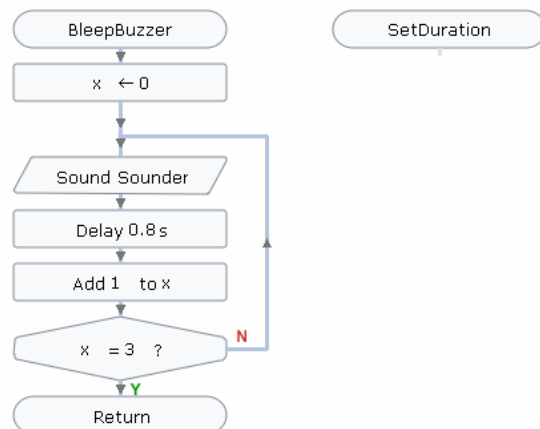 BleepBuzzer
x ←0
Sound Sounder
Delay 0.8s
Add 1 to x
x = 3 ?
N
Y
Return
SetDuration